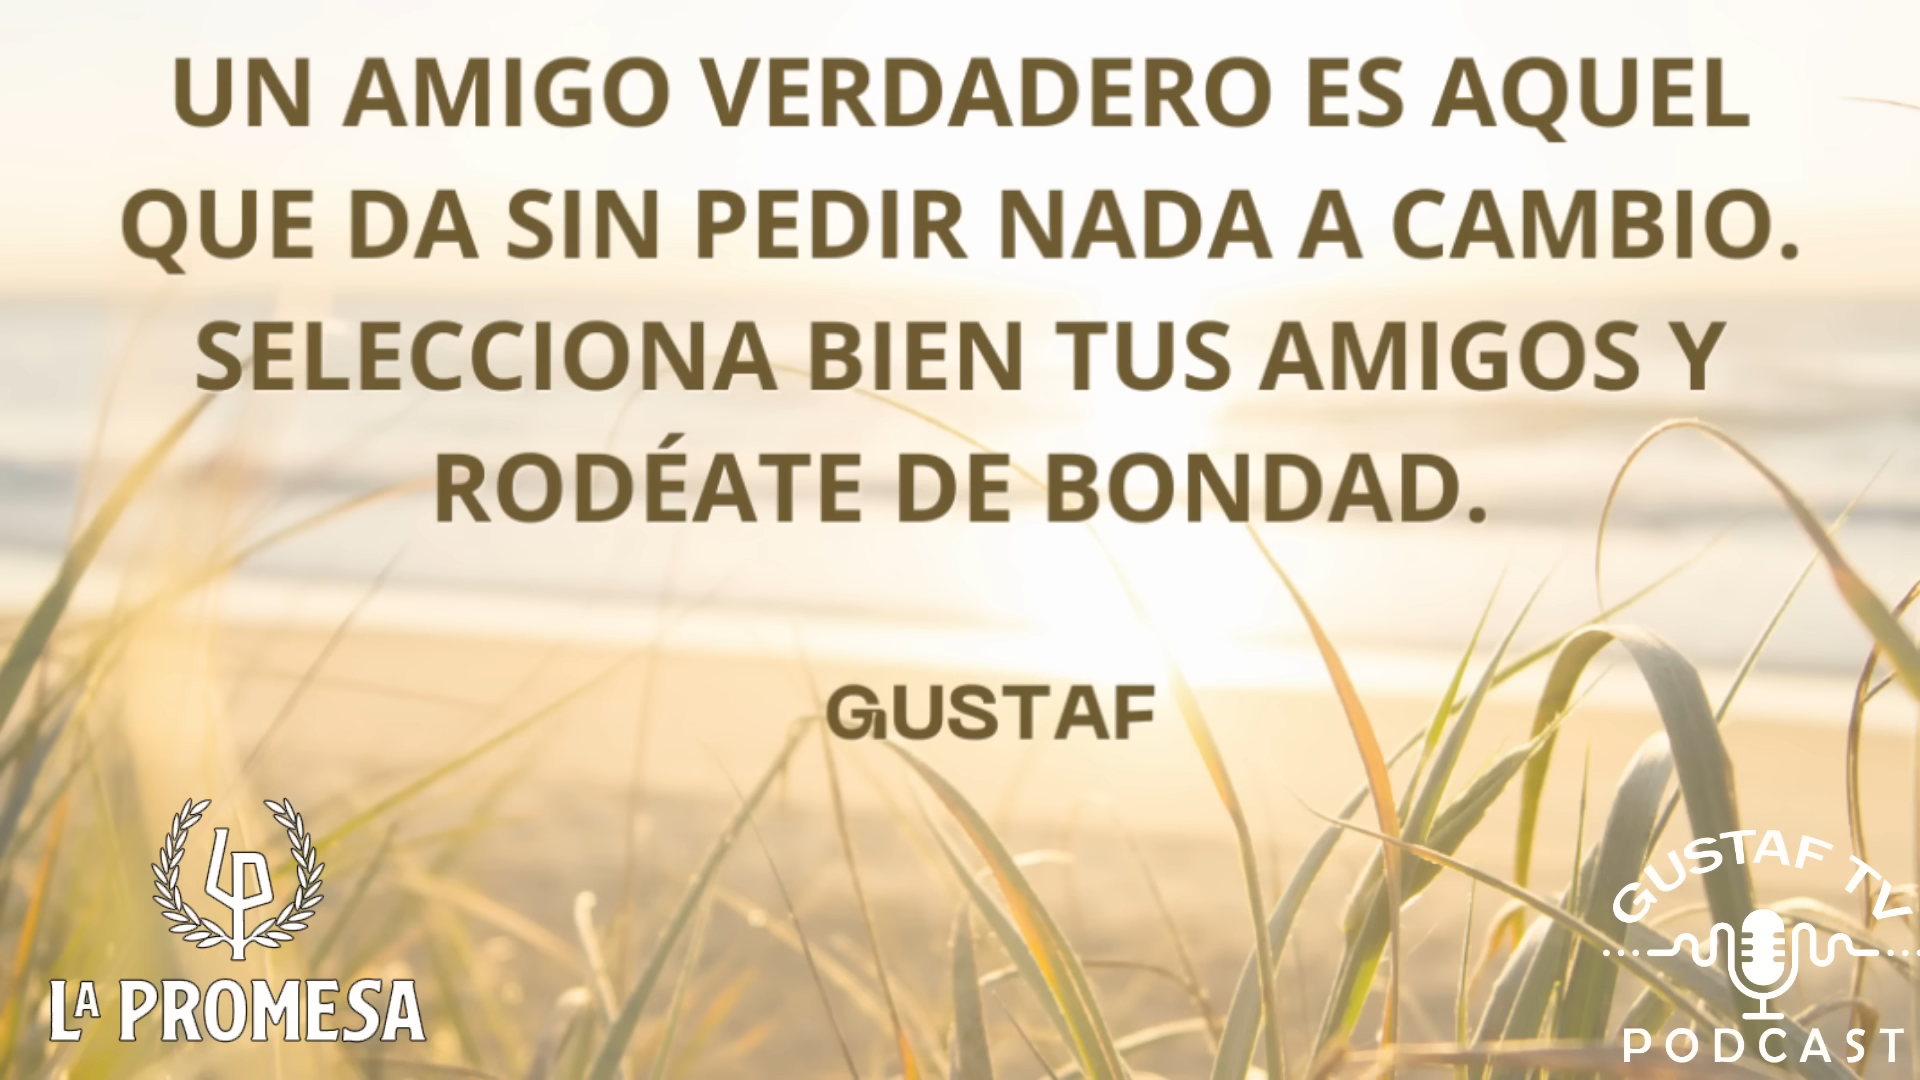 UN AMIGO VERDADERO ES AQUEL
QUE DA SIN PEDIR NADA A CAMBIO.
SELECCIONA BIEN TUS AMIGOS Y
RODÉATE DE BONDAD.
GUSTAF
LP
LA PROMESA
GUSTAF TV
PODCAST